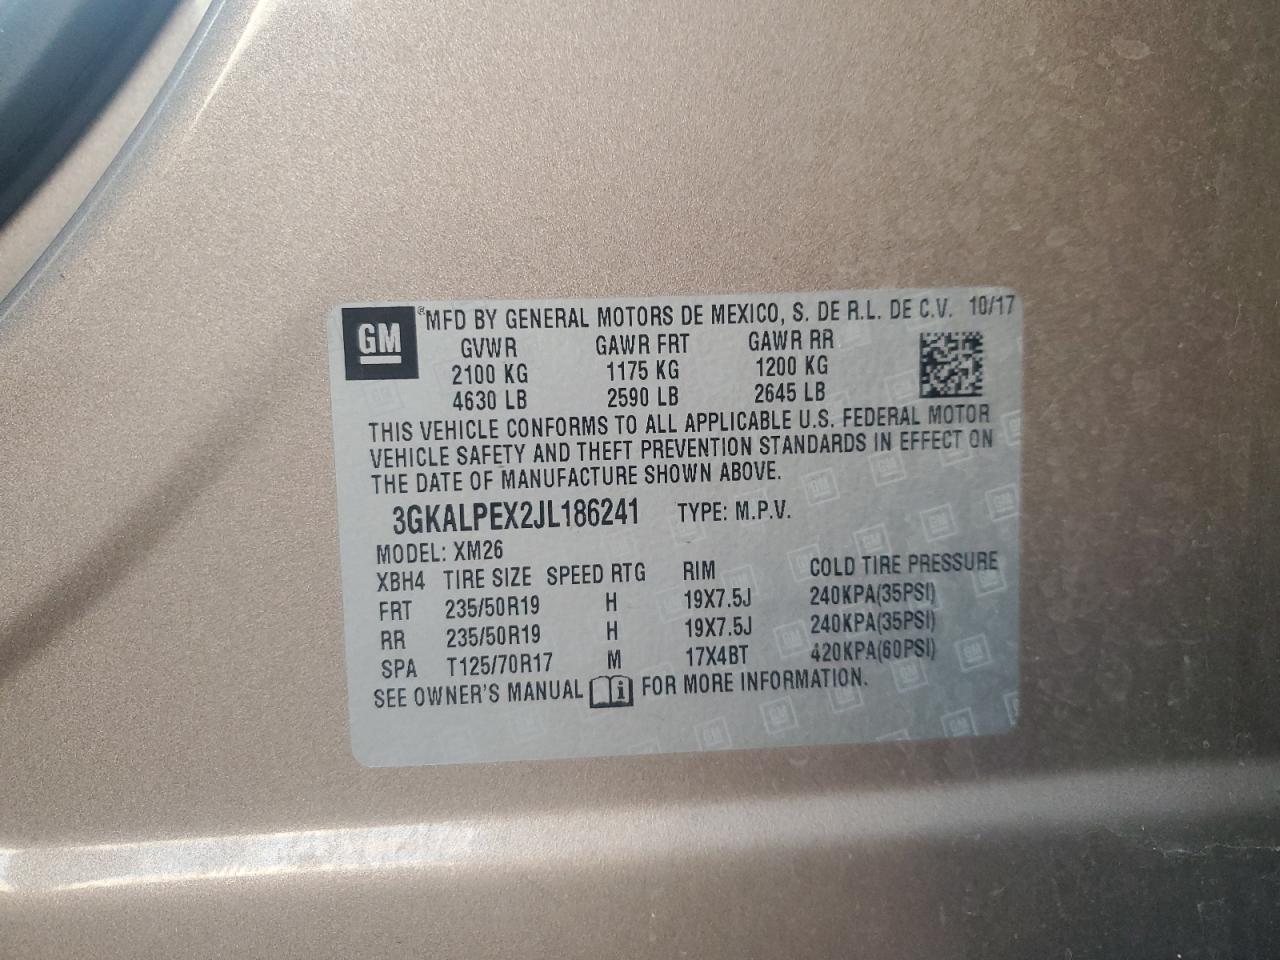 GM
® MFD BY GENERAL MOTORS DE MEXICO, S. DE R.L. DE C.V. 10/17
GVWR GAWR FRT GAWR RR
2100 KG 1175 KG 1200 KG
4630 LB 2590 LB 2645 LB
THIS VEHICLE CONFORMS TO ALL APPLICABLE U.S. FEDERAL MOTOR
VEHICLE SAFETY AND THEFT PREVENTION STANDARDS IN EFFECT ON
THE DATE OF MANUFACTURE SHOWN ABOVE.
3GKALPEX2JL186241 TYPE: M.P.V.
MODEL: XM26
XBH4 TIRE SIZE SPEED RTG RIM COLD TIRE PRESSURE
FRT 235/50R19 H 19X7.5J 240KPA(35PSI)
RR 235/50R19 H 19X7.5J 240KPA(35PSI)
SPA T125/70R17 M 17X4BT 420KPA(60PSI)
SEE OWNER'S MANUAL i FOR MORE INFORMATION.